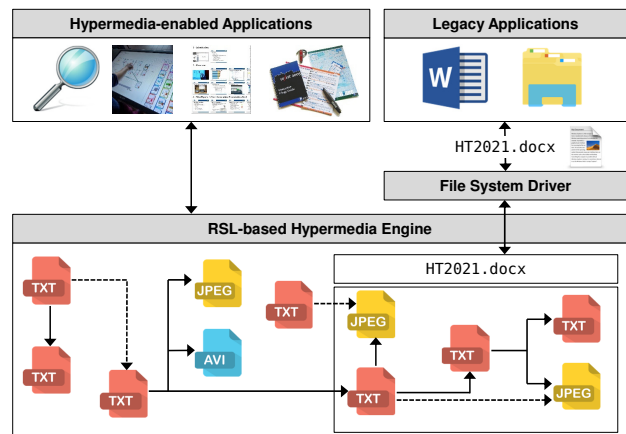 Hypermedia-enabled Applications
Legacy Applications
W
HT2021.docx
File System Driver
RSL-based Hypermedia Engine
HT2021.docx
TXT
JPEG
TXT
JPEG
TXT
TXT
AVI
TXT
TXT
TXT
JPEG